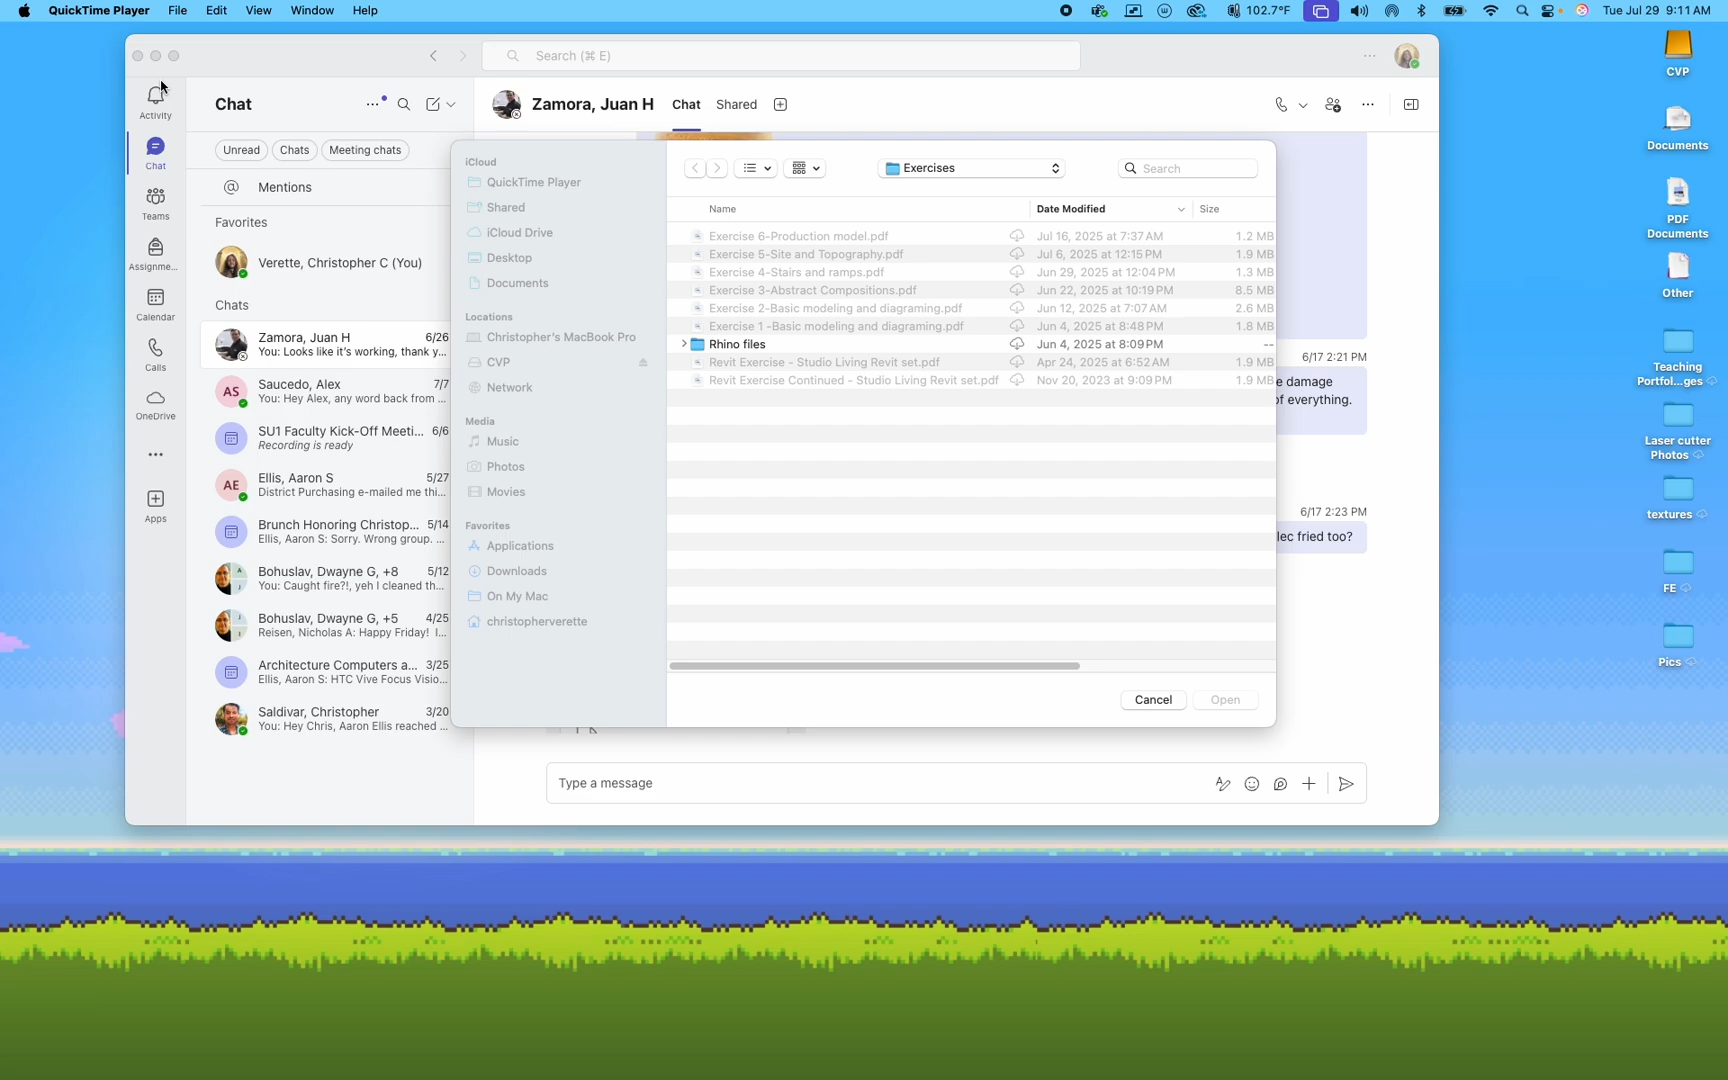 QuickTime Player File Edit View Window Help
102.7°F Tue Jul 29 9:11 AM
Search (⌘ E)
Activity
Chat
Teams
Assignme...
Calendar
Calls
OneDrive
Apps
Chat
Unread Chats Meeting chats
Mentions
Favorites
Verette, Christopher C (You)
Chats
Zamora, Juan H 6/26
You: Looks like it's working, thank y...
AS Saucedo, Alex 7/7
You: Hey Alex, any word back from ...
SU1 Faculty Kick-Off Meeti... 6/6
Recording is ready
AE Ellis, Aaron S 5/27
District Purchasing e-mailed me thi...
Brunch Honoring Christop... 5/14
Ellis, Aaron S: Sorry. Wrong group. ...
Bohuslav, Dwayne G, +8 5/12
You: Caught fire?!, yeh I cleaned th...
Bohuslav, Dwayne G, +5 4/25
Reisen, Nicholas A: Happy Friday! I...
Architecture Computers a... 3/25
Ellis, Aaron S: HTC Vive Focus Visio...
Saldivar, Christopher 3/20
You: Hey Chris, Aaron Ellis reached ...
Zamora, Juan H Chat Shared
iCloud
QuickTime Player
Shared
iCloud Drive
Desktop
Documents
Locations
Christopher's MacBook Pro
CVP
Network
Media
Music
Photos
Movies
Favorites
Applications
Downloads
On My Mac
christopherverette
Exercises Search
Name Date Modified Size
Exercise 6-Production model.pdf Jul 16, 2025 at 7:37 AM 1.2 MB
Exercise 5-Site and Topography.pdf Jul 6, 2025 at 12:15 PM 1.9 MB
Exercise 4-Stairs and ramps.pdf Jun 29, 2025 at 12:04 PM 1.3 MB
Exercise 3-Abstract Compositions.pdf Jun 22, 2025 at 10:19 PM 8.5 MB
Exercise 2-Basic modeling and diagraming.pdf Jun 12, 2025 at 7:07 AM 2.6 MB
Exercise 1 -Basic modeling and diagraming.pdf Jun 4, 2025 at 8:48 PM 1.8 MB
Rhino files Jun 4, 2025 at 8:09 PM --
Revit Exercise - Studio Living Revit set.pdf Apr 24, 2025 at 6:52 AM 1.9 MB
Revit Exercise Continued - Studio Living Revit set.pdf Nov 20, 2023 at 9:09 PM 1.9 MB
Cancel Open
6/17 2:21 PM
e damage
of everything.
6/17 2:23 PM
lec fried too?
Type a message
CVP
Documents
PDF
Documents
Other
Teaching
Portfol...ges
Laser cutter
Photos
textures
FE
Pics